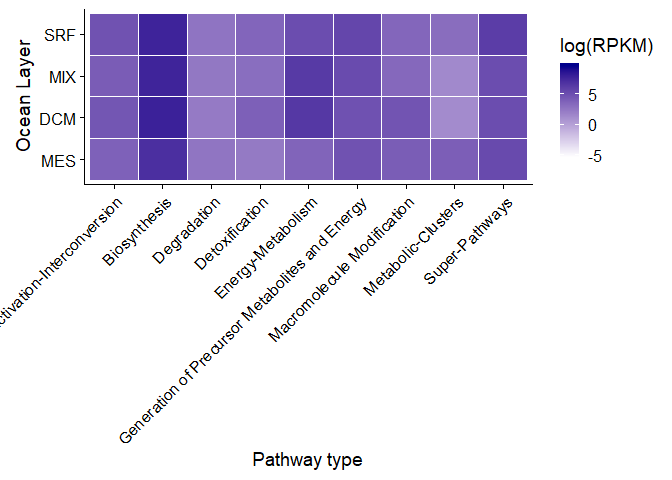 SRF
MIX
DCM
MES
Ocean Layer
log(RPKM)
5
0
-5
ctivation-Interconversion
Biosynthesis
Degradation
Detoxification
Energy-Metabolism
Generation of Precursor Metabolites and Energy
Macromolecule Modification
Metabolic-Clusters
Super-Pathways
Pathway type